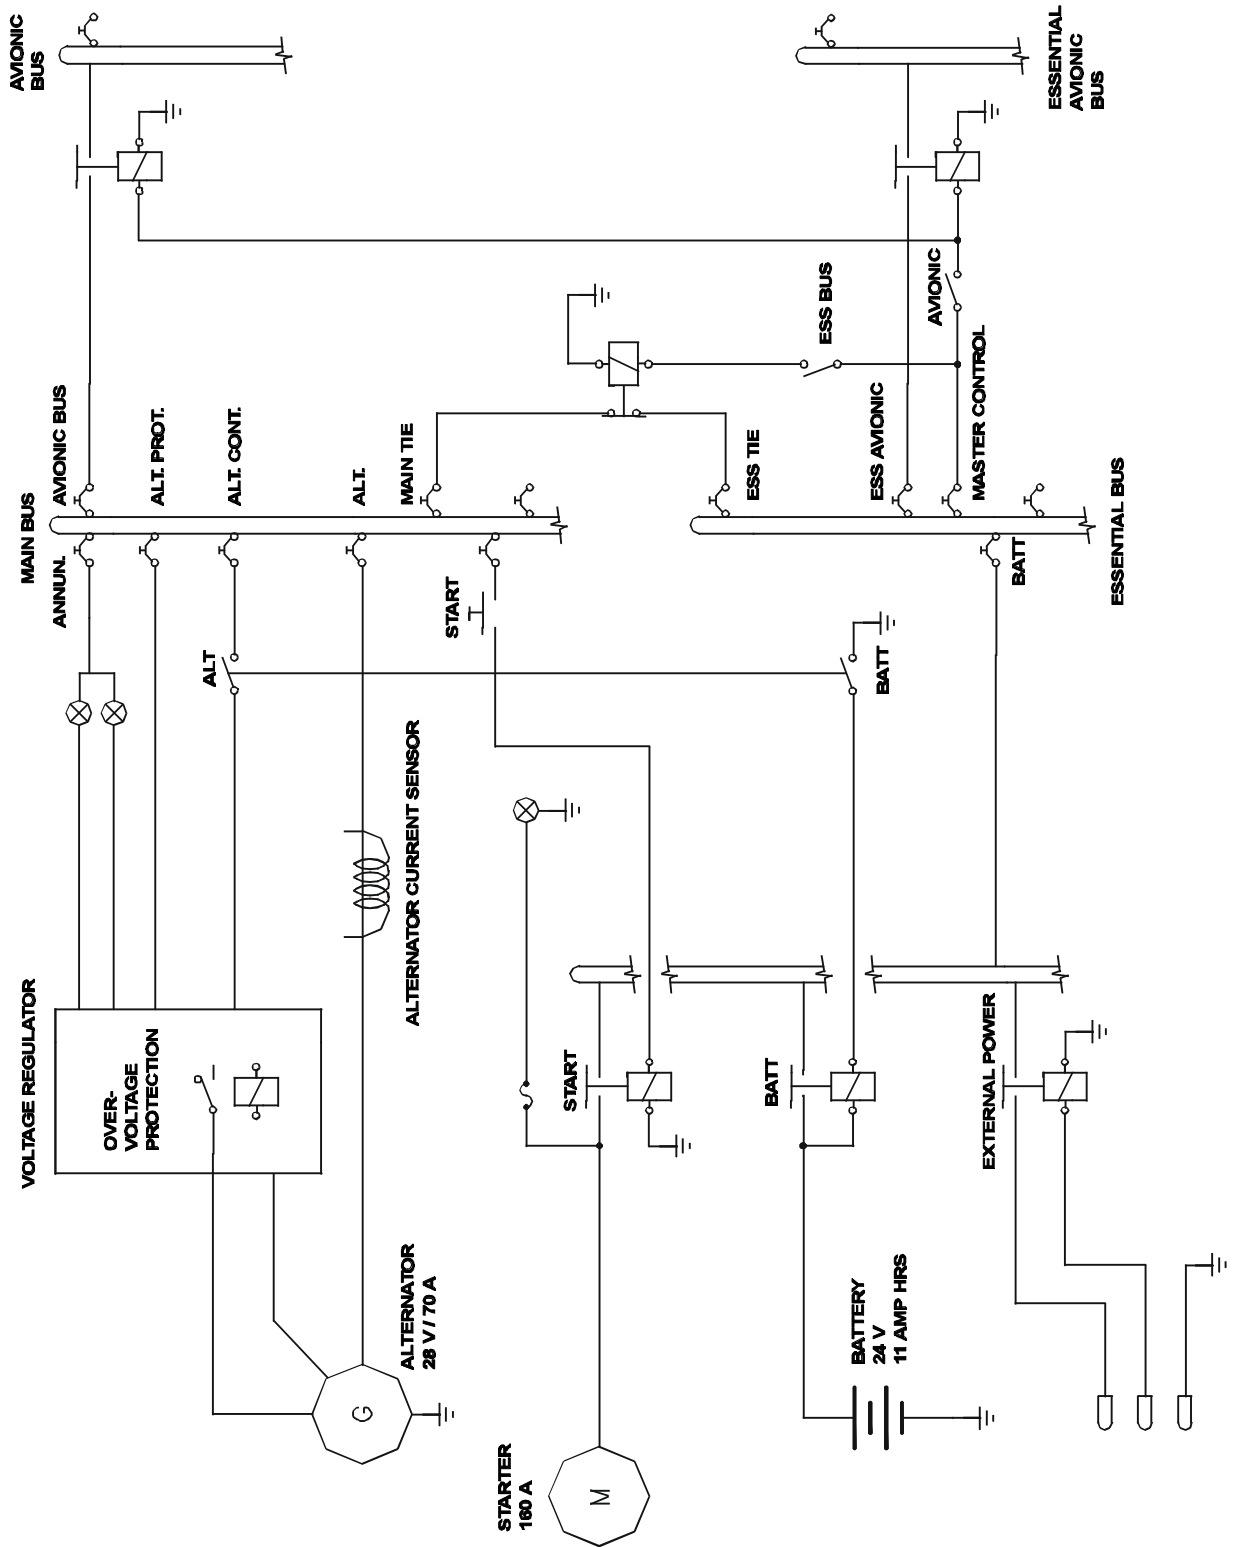 AVIONIC
BUS
ESSENTIAL
AVIONIC
BUS
AVIONIC
ESS BUS
MAIN BUS
AVIONIC BUS
ALT. PROT.
ALT. CONT.
ALT.
MAIN TIE
ESS TIE
ESS AVIONIC
MASTER CONTROL
ESSENTIAL BUS
ANNUN.
START
BATT
ALT
BATT
ALTERNATOR CURRENT SENSOR
VOLTAGE REGULATOR
OVER-
VOLTAGE
PROTECTION
START
BATT
EXTERNAL POWER
ALTERNATOR
28 V / 70 A
G
STARTER
160 A
M
BATTERY
24 V
11 AMP HRS